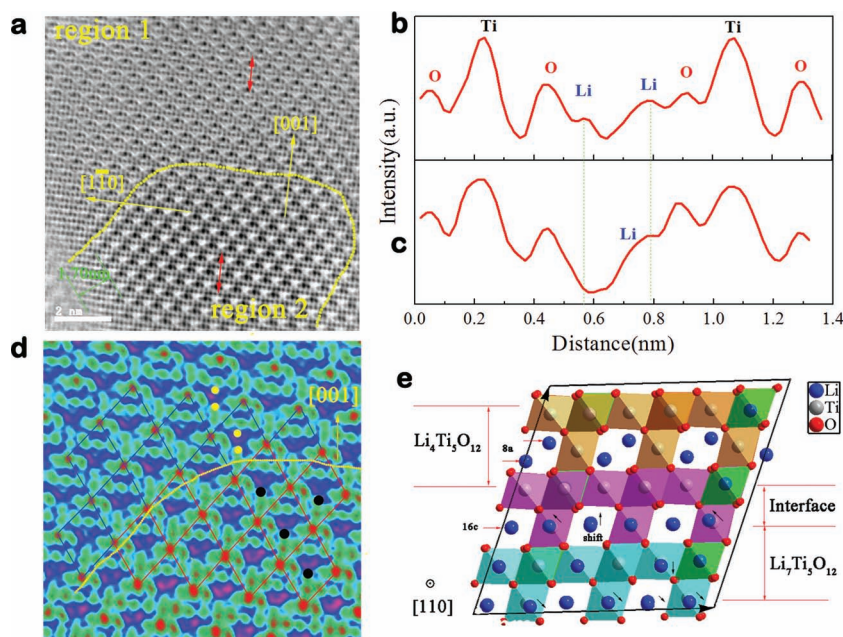 a
region 1
[001]
[1$\overline{1}$0]
region 2
2 nm
b
Ti
Ti
O
O
O
O
Li
Li
Li
c
Intensity(a.u.)
0.0 0.2 0.4 0.6 0.8 1.0 1.2 1.4
Distance(nm)
d
[001]
e
Li
Ti
O
Li₄Ti₅O₁₂
8a
Interface
16c
shift
Li₇Ti₅O₁₂
[110]